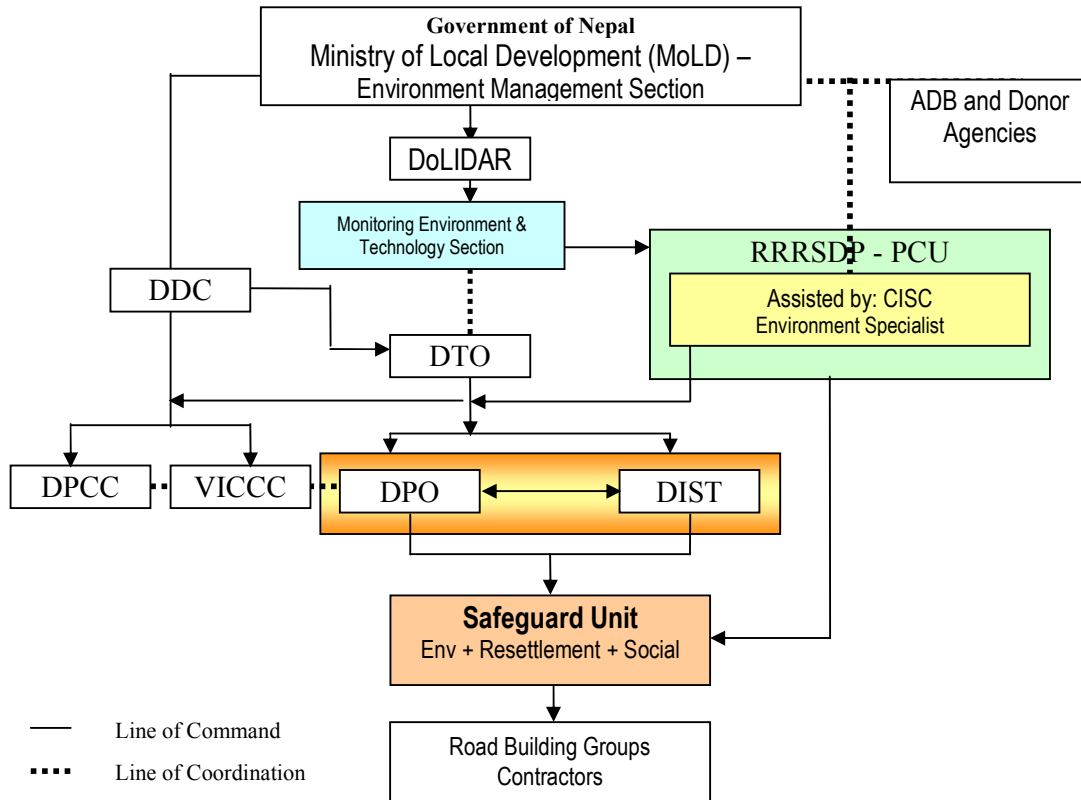 Government of Nepal
Ministry of Local Development (MoLD) –
Environment Management Section
ADB and Donor
Agencies
DoLIDAR
Monitoring Environment &
Technology Section
RRRSDP - PCU
Assisted by: CISC
Environment Specialist
DDC
DTO
DPCC
VICCC
DPO
DIST
Safeguard Unit
Env + Resettlement + Social
Road Building Groups
Contractors
Line of Command
Line of Coordination